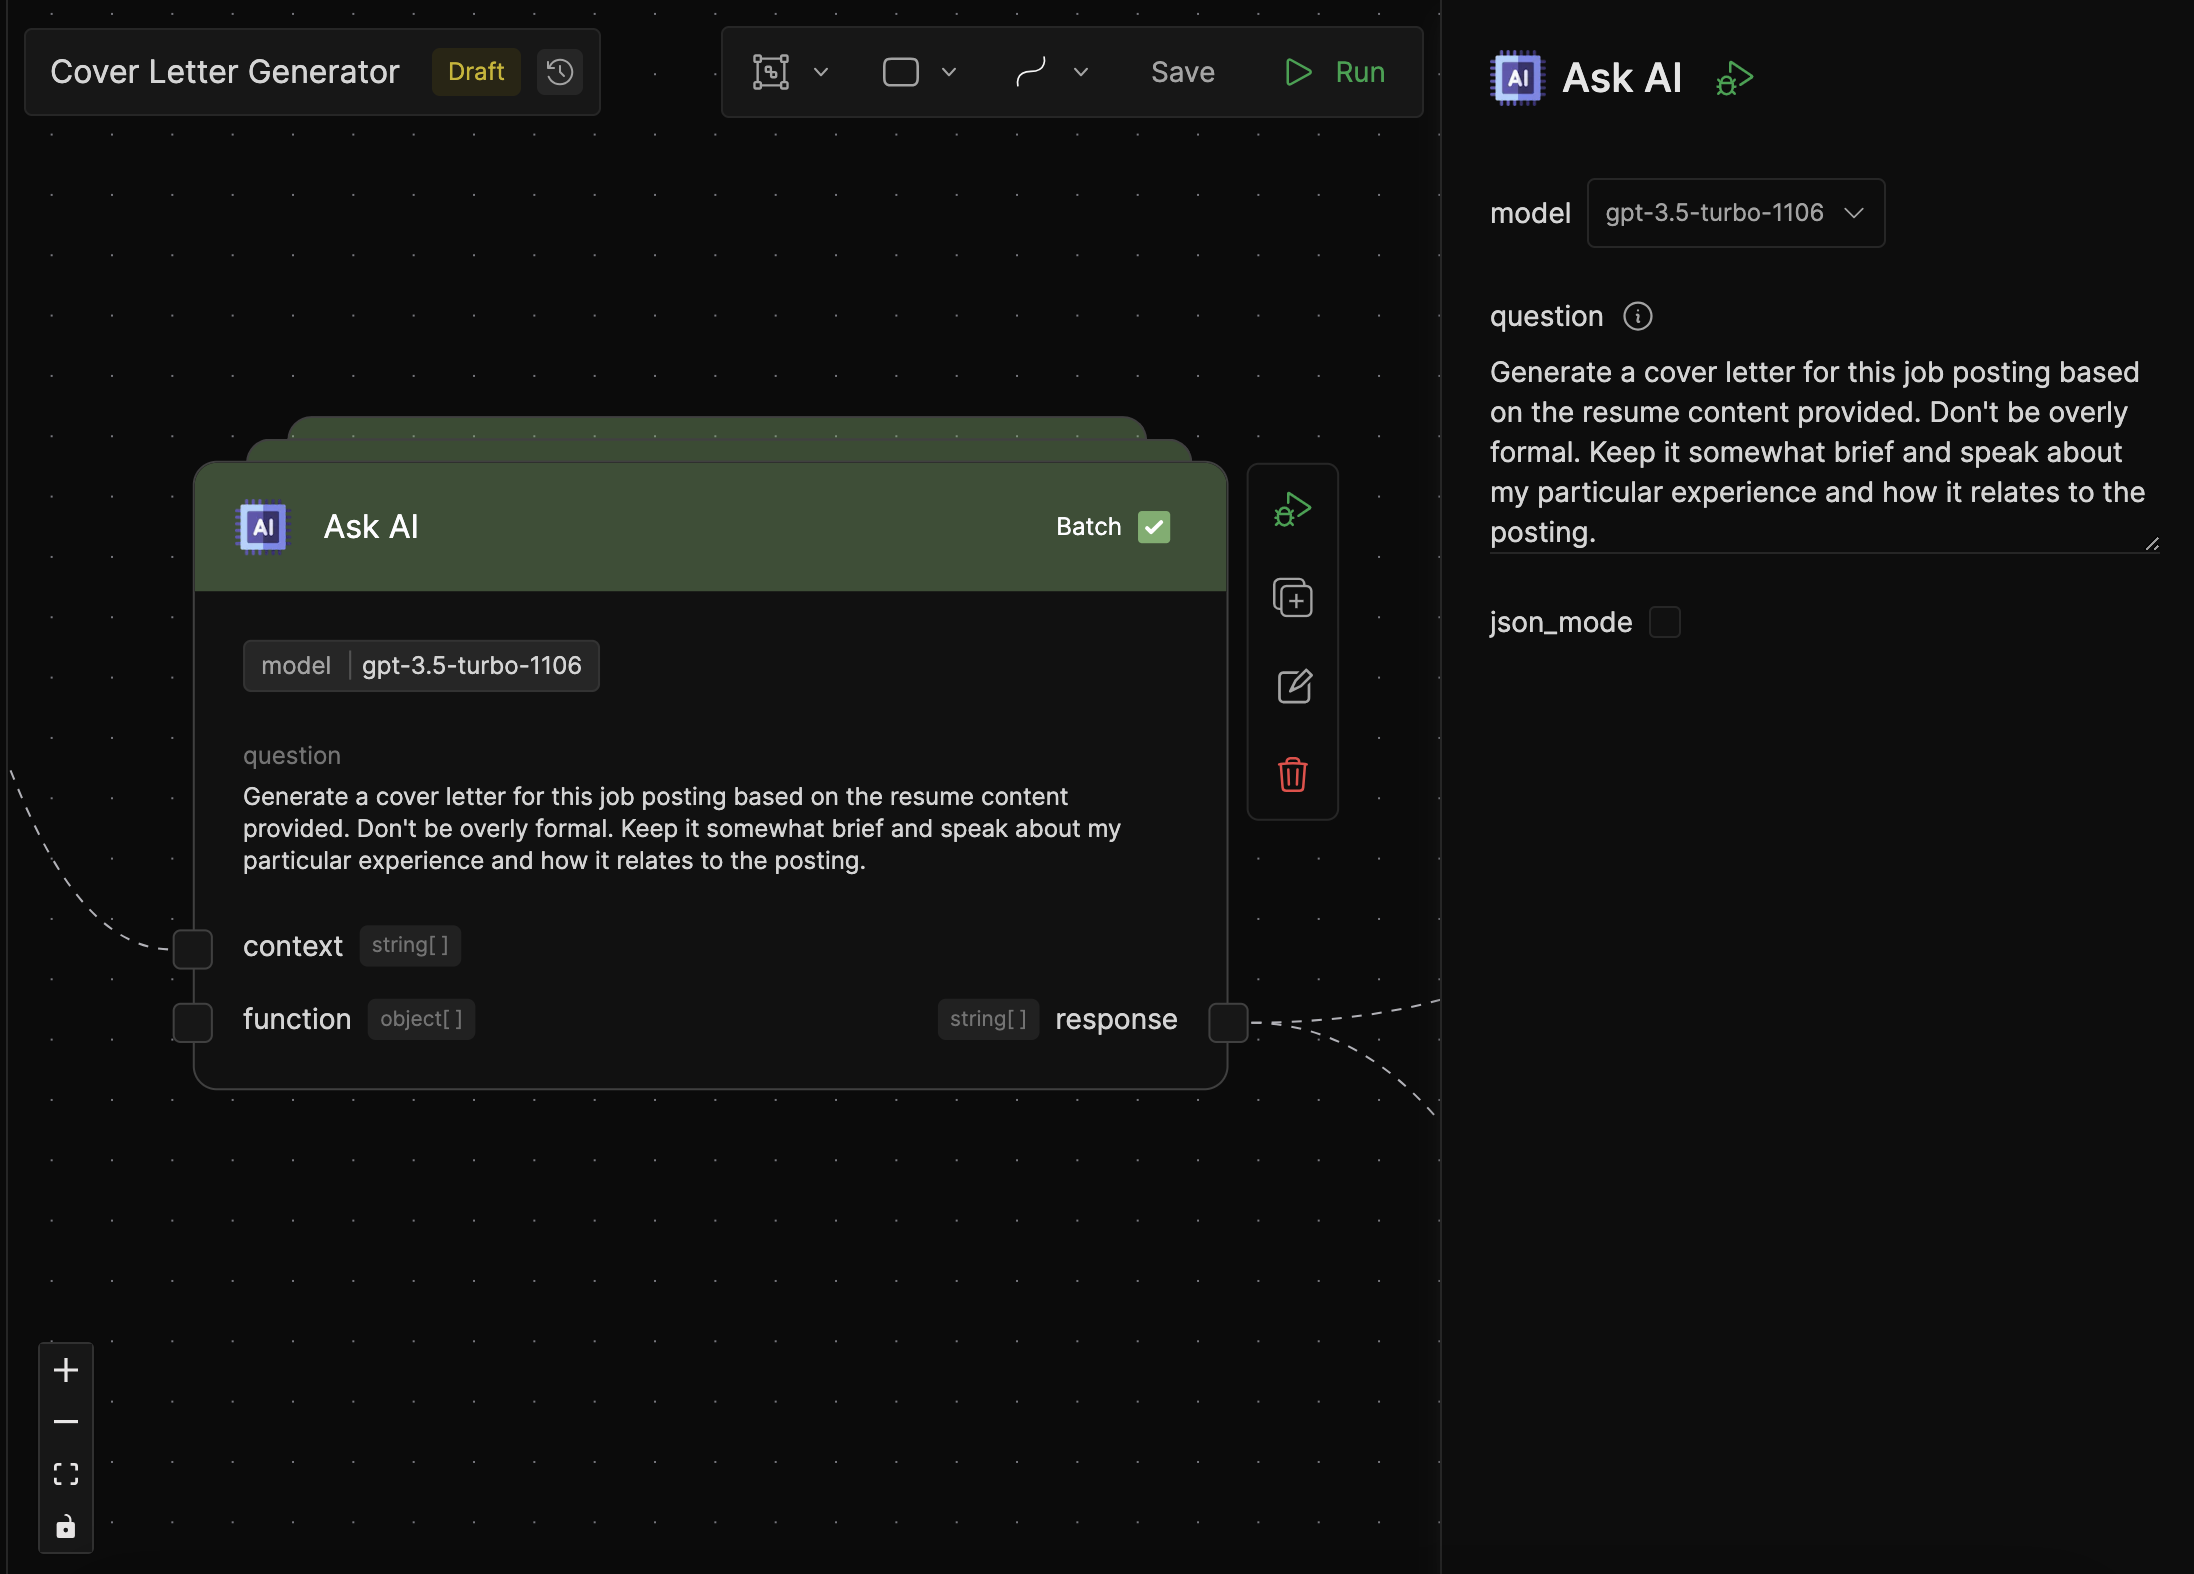 Cover Letter Generator Draft
Save Run
AI Ask AI
model gpt-3.5-turbo-1106
question
Generate a cover letter for this job posting based
on the resume content provided. Don't be overly
formal. Keep it somewhat brief and speak about
my particular experience and how it relates to the
posting.
json_mode
AI Ask AI Batch
model gpt-3.5-turbo-1106
question
Generate a cover letter for this job posting based on the resume content
provided. Don't be overly formal. Keep it somewhat brief and speak about my
particular experience and how it relates to the posting.
context string[]
function object[] string[] response